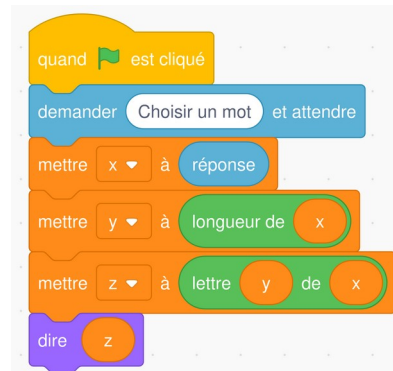 quand est cliqué
demander Choisir un mot et attendre
mettre x à réponse
mettre y à longueur de x
mettre z à lettre y de x
dire z